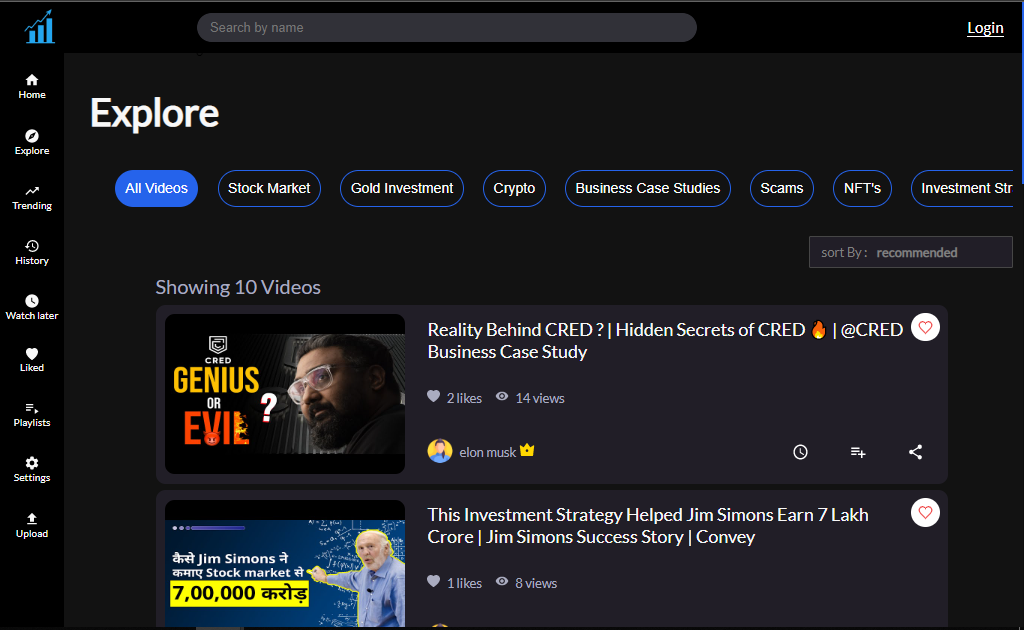 Search by name
Login
Home
Explore
Trending
History
Watch later
Liked
Playlists
Settings
Upload
Explore
All Videos
Stock Market
Gold Investment
Crypto
Business Case Studies
Scams
NFT's
Investment Str
sort By : recommended
Showing 10 Videos
CRED
GENIUS
OR
EVIL
?
Reality Behind CRED ? | Hidden Secrets of CRED 🔥 | @CRED
Business Case Study
2 likes 14 views
elon musk
कैसे Jim Simons ने
कमाए Stock market से
7,00,000 करोड़
This Investment Strategy Helped Jim Simons Earn 7 Lakh
Crore | Jim Simons Success Story | Convey
1 likes 8 views